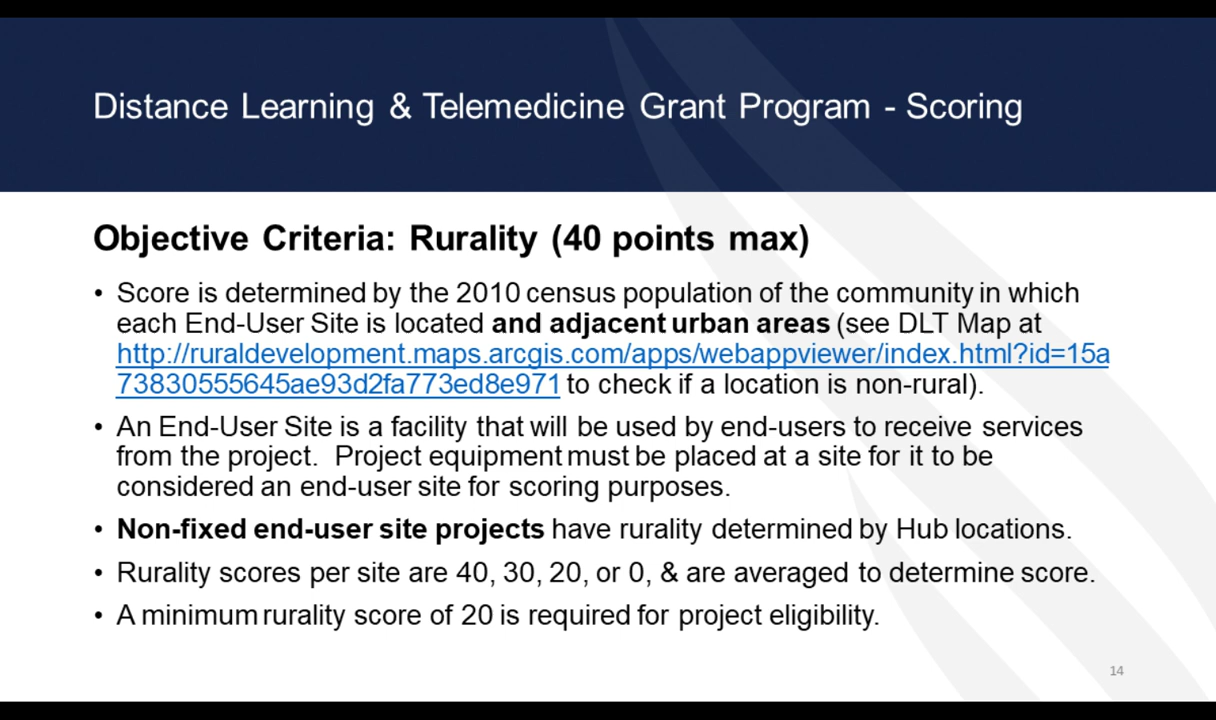 Distance Learning & Telemedicine Grant Program - Scoring
Objective Criteria: Rurality (40 points max)
• Score is determined by the 2010 census population of the community in which
each End-User Site is located and adjacent urban areas (see DLT Map at
http://ruraldevelopment.maps.arcgis.com/apps/webappviewer/index.html?id=15a
73830555645ae93d2fa773ed8e971 to check if a location is non-rural).
• An End-User Site is a facility that will be used by end-users to receive services
from the project. Project equipment must be placed at a site for it to be
considered an end-user site for scoring purposes.
• Non-fixed end-user site projects have rurality determined by Hub locations.
• Rurality scores per site are 40, 30, 20, or 0, & are averaged to determine score.
• A minimum rurality score of 20 is required for project eligibility.
14